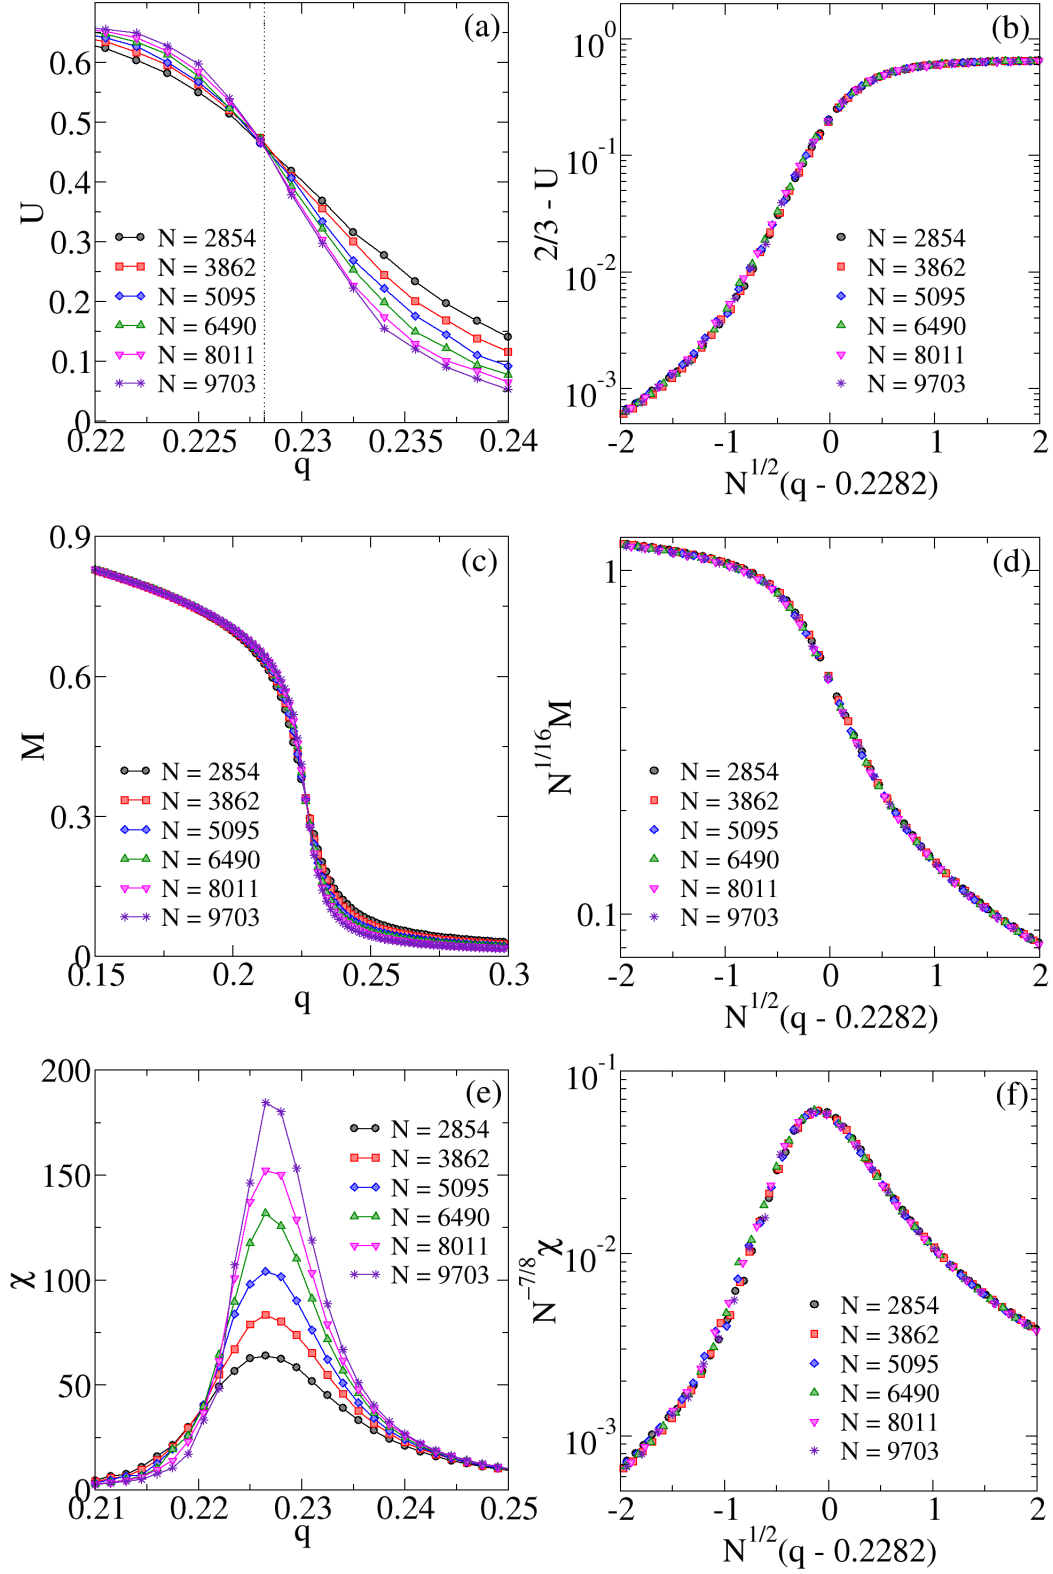 (a)
U
0.6
0.5
0.4
0.3
0.2
0.1
0
N = 2854
N = 3862
N = 5095
N = 6490
N = 8011
N = 9703
0.22 0.225 0.23 0.235 0.24
q
(b)
2/3 - U
10^0
10^-1
10^-2
10^-3
N = 2854
N = 3862
N = 5095
N = 6490
N = 8011
N = 9703
-2 -1 0 1 2
N^1/2(q - 0.2282)
(c)
M
0.9
0.6
0.3
0
N = 2854
N = 3862
N = 5095
N = 6490
N = 8011
N = 9703
0.15 0.2 0.25 0.3
q
(d)
N^1/16M
1
0.1
N = 2854
N = 3862
N = 5095
N = 6490
N = 8011
N = 9703
-2 -1 0 1 2
N^1/2(q - 0.2282)
(e)
χ
200
150
100
50
0
N = 2854
N = 3862
N = 5095
N = 6490
N = 8011
N = 9703
0.21 0.22 0.23 0.24 0.25
q
(f)
N^-7/8χ
10^-1
10^-2
10^-3
N = 2854
N = 3862
N = 5095
N = 6490
N = 8011
N = 9703
-2 -1 0 1 2
N^1/2(q - 0.2282)